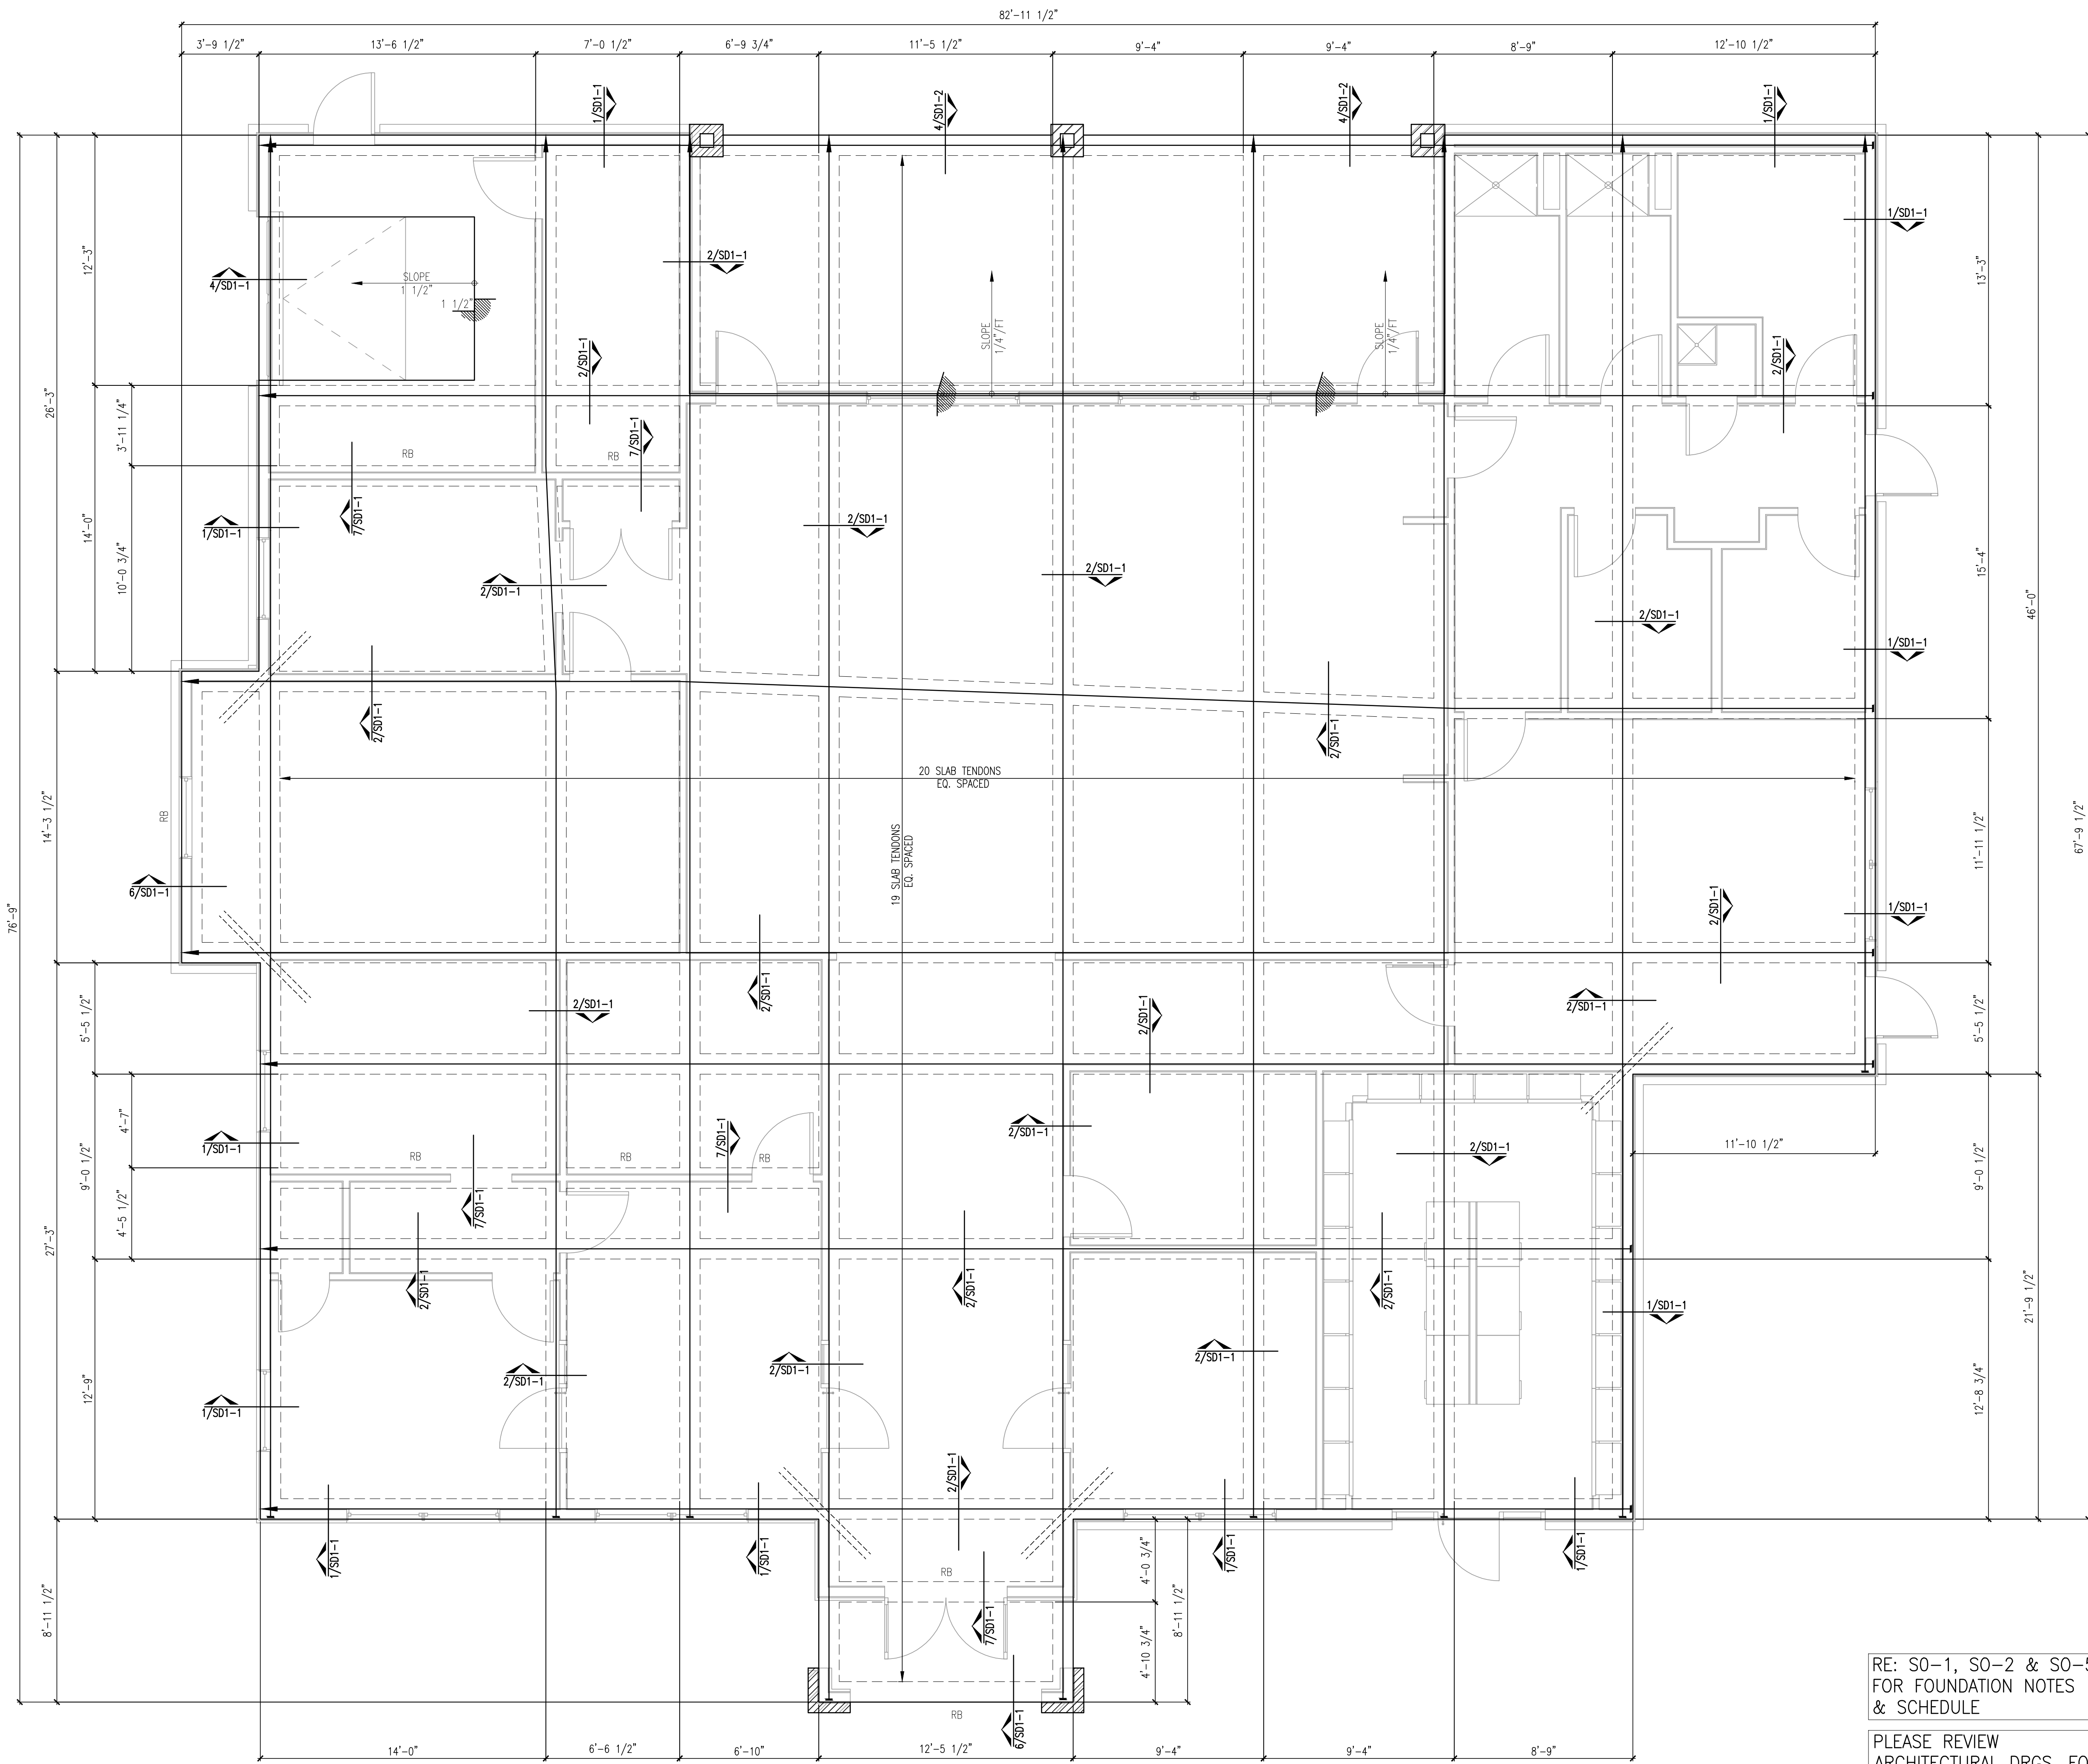 82'-11 1/2"
3'-9 1/2"
13'-6 1/2"
7'-0 1/2"
6'-9 3/4"
11'-5 1/2"
9'-4"
9'-4"
8'-9"
12'-10 1/2"
1/SD1-1
4/SD1-2
4/SD1-2
1/SD1-1
1/SD1-1
12'-3"
2/SD1-1
13'-3"
4/SD1-1
SLOPE
1 1/2"
1 1/2"
SLOPE
1/4"/FT
SLOPE
1/4"/FT
2/SD1-1
2/SD1-1
26'-3"
3'-11 1/4"
RB
RB
7/SD1-1
7/SD1-1
1/SD1-1
2/SD1-1
14'-0"
10'-0 3/4"
2/SD1-1
2/SD1-1
15'-4"
46'-0"
2/SD1-1
1/SD1-1
2/SD1-1
2/SD1-1
20 SLAB TENDONS
EQ. SPACED
14'-3 1/2"
RB
19 SLAB TENDONS
EQ. SPACED
11'-11 1/2"
67'-9 1/2"
6/SD1-1
76'-9"
2/SD1-1
1/SD1-1
2/SD1-1
2/SD1-1
2/SD1-1
2/SD1-1
5'-5 1/2"
5'-5 1/2"
4'-7"
1/SD1-1
7/SD1-1
2/SD1-1
2/SD1-1
11'-10 1/2"
RB
RB
RB
9'-0 1/2"
9'-0 1/2"
4'-5 1/2"
7/SD1-1
27'-3"
2/SD1-1
2/SD1-1
2/SD1-1
1/SD1-1
21'-9 1/2"
2/SD1-1
2/SD1-1
2/SD1-1
12'-9"
12'-8 3/4"
1/SD1-1
2/SD1-1
1/SD1-1
1/SD1-1
1/SD1-1
1/SD1-1
4'-0 3/4"
8'-11 1/2"
RB
8'-11 1/2"
7/SD1-1
4'-10 3/4"
RB
6/SD1-1
RE: SO-1, SO-2 & SO-5
FOR FOUNDATION NOTES
& SCHEDULE
PLEASE REVIEW
ARCHITECTURAL DRGS. FO
14'-0"
6'-6 1/2"
6'-10"
12'-5 1/2"
9'-4"
9'-4"
8'-9"